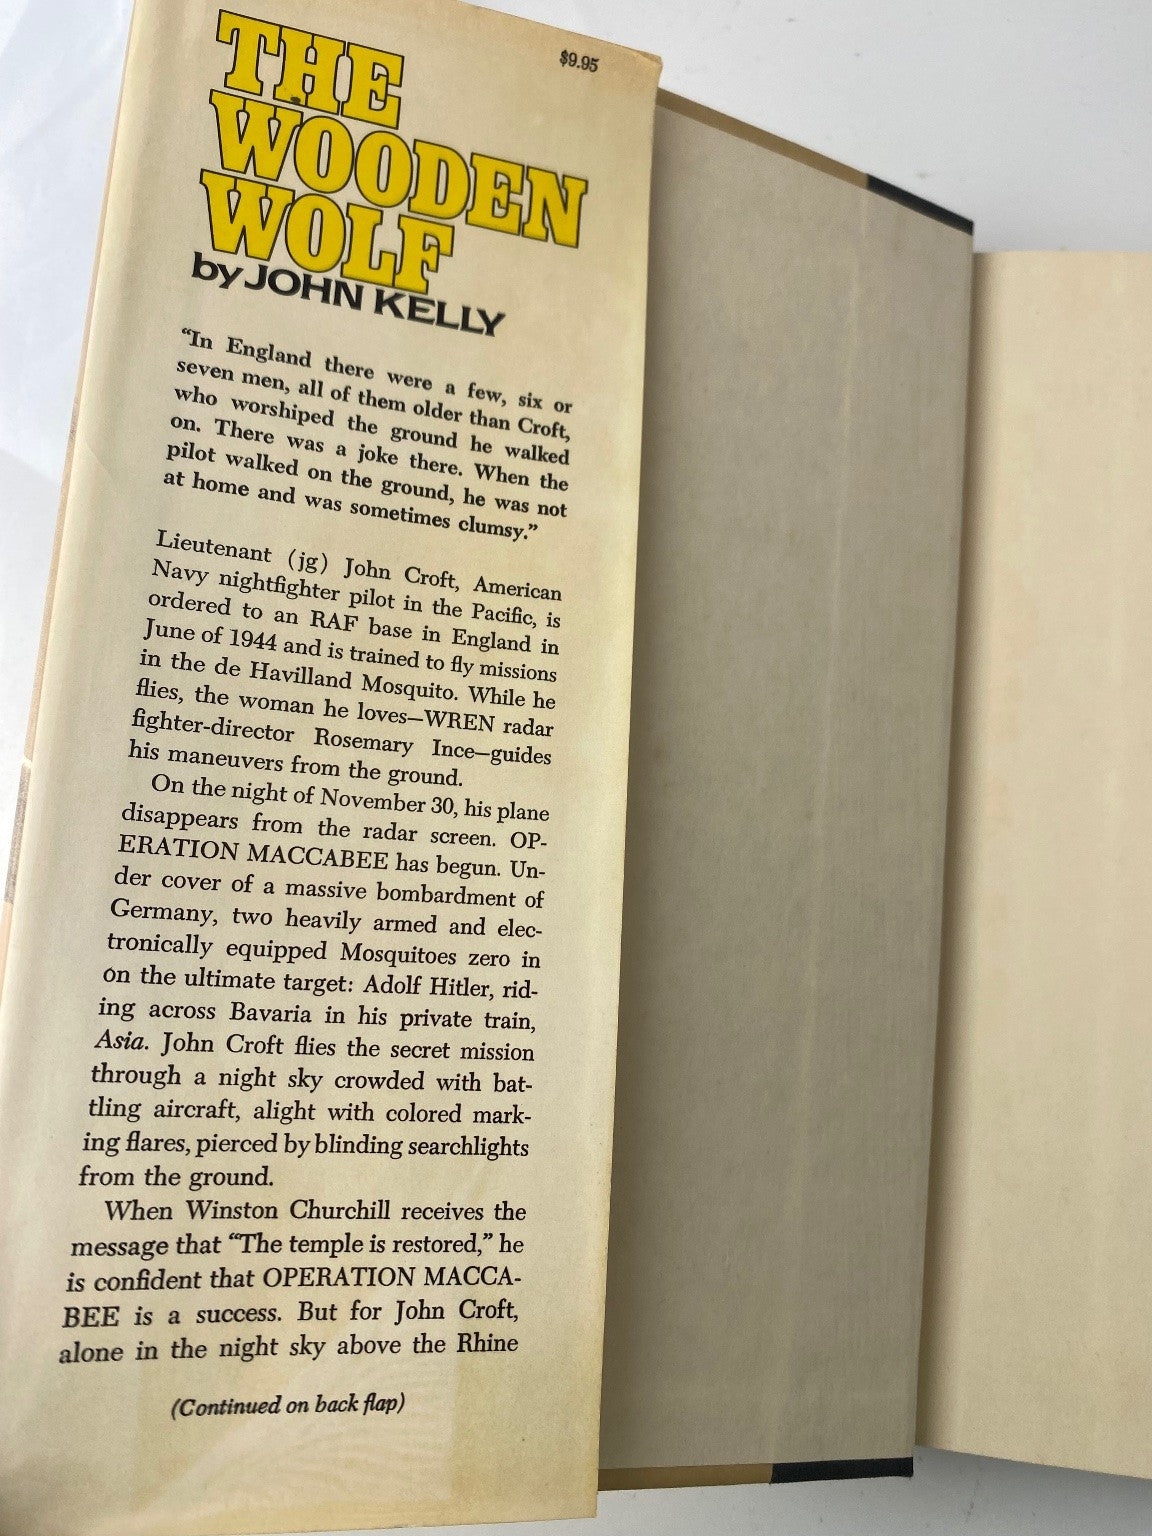 $9.95
THE
WOODEN
WOLF
by JOHN KELLY
“In England there were a few, six or
seven men, all of them older than Croft,
who worshiped the ground he walked
on. There was a joke there. When the
pilot walked on the ground, he was not
at home and was sometimes clumsy.”
Lieutenant (jg) John Croft, American
Navy nightfighter pilot in the Pacific, is
ordered to an RAF base in England in
June of 1944 and is trained to fly missions
in the de Havilland Mosquito. While he
flies, the woman he loves—WREN radar
fighter-director Rosemary Ince—guides
his maneuvers from the ground.
On the night of November 30, his plane
disappears from the radar screen. OP-
ERATION MACCABEE has begun. Un-
der cover of a massive bombardment of
Germany, two heavily armed and elec-
tronically equipped Mosquitoes zero in
on the ultimate target: Adolf Hitler, rid-
ing across Bavaria in his private train,
Asia. John Croft flies the secret mission
through a night sky crowded with bat-
tling aircraft, alight with colored mark-
ing flares, pierced by blinding searchlights
from the ground.
When Winston Churchill receives the
message that “The temple is restored,” he
is confident that OPERATION MACCA-
BEE is a success. But for John Croft,
alone in the night sky above the Rhine
(Continued on back flap)